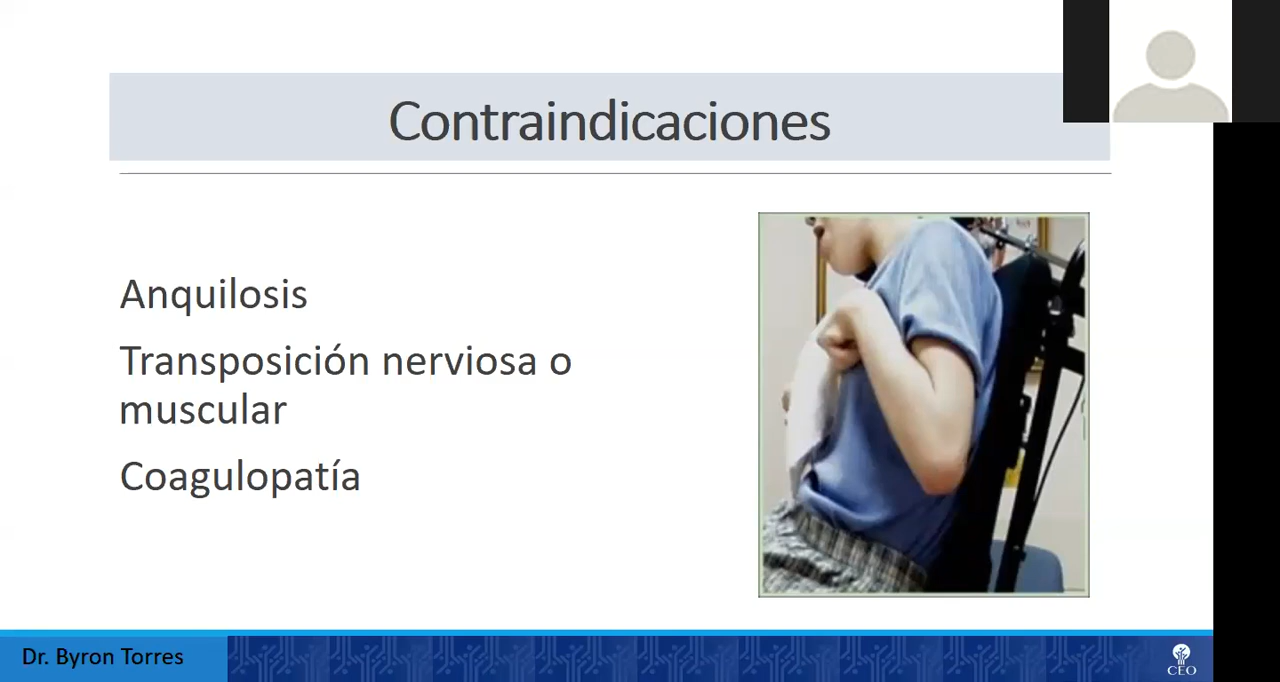 Contraindicaciones
Anquilosis
Transposición nerviosa o
muscular
Coagulopatía
Dr. Byron Torres
CEO